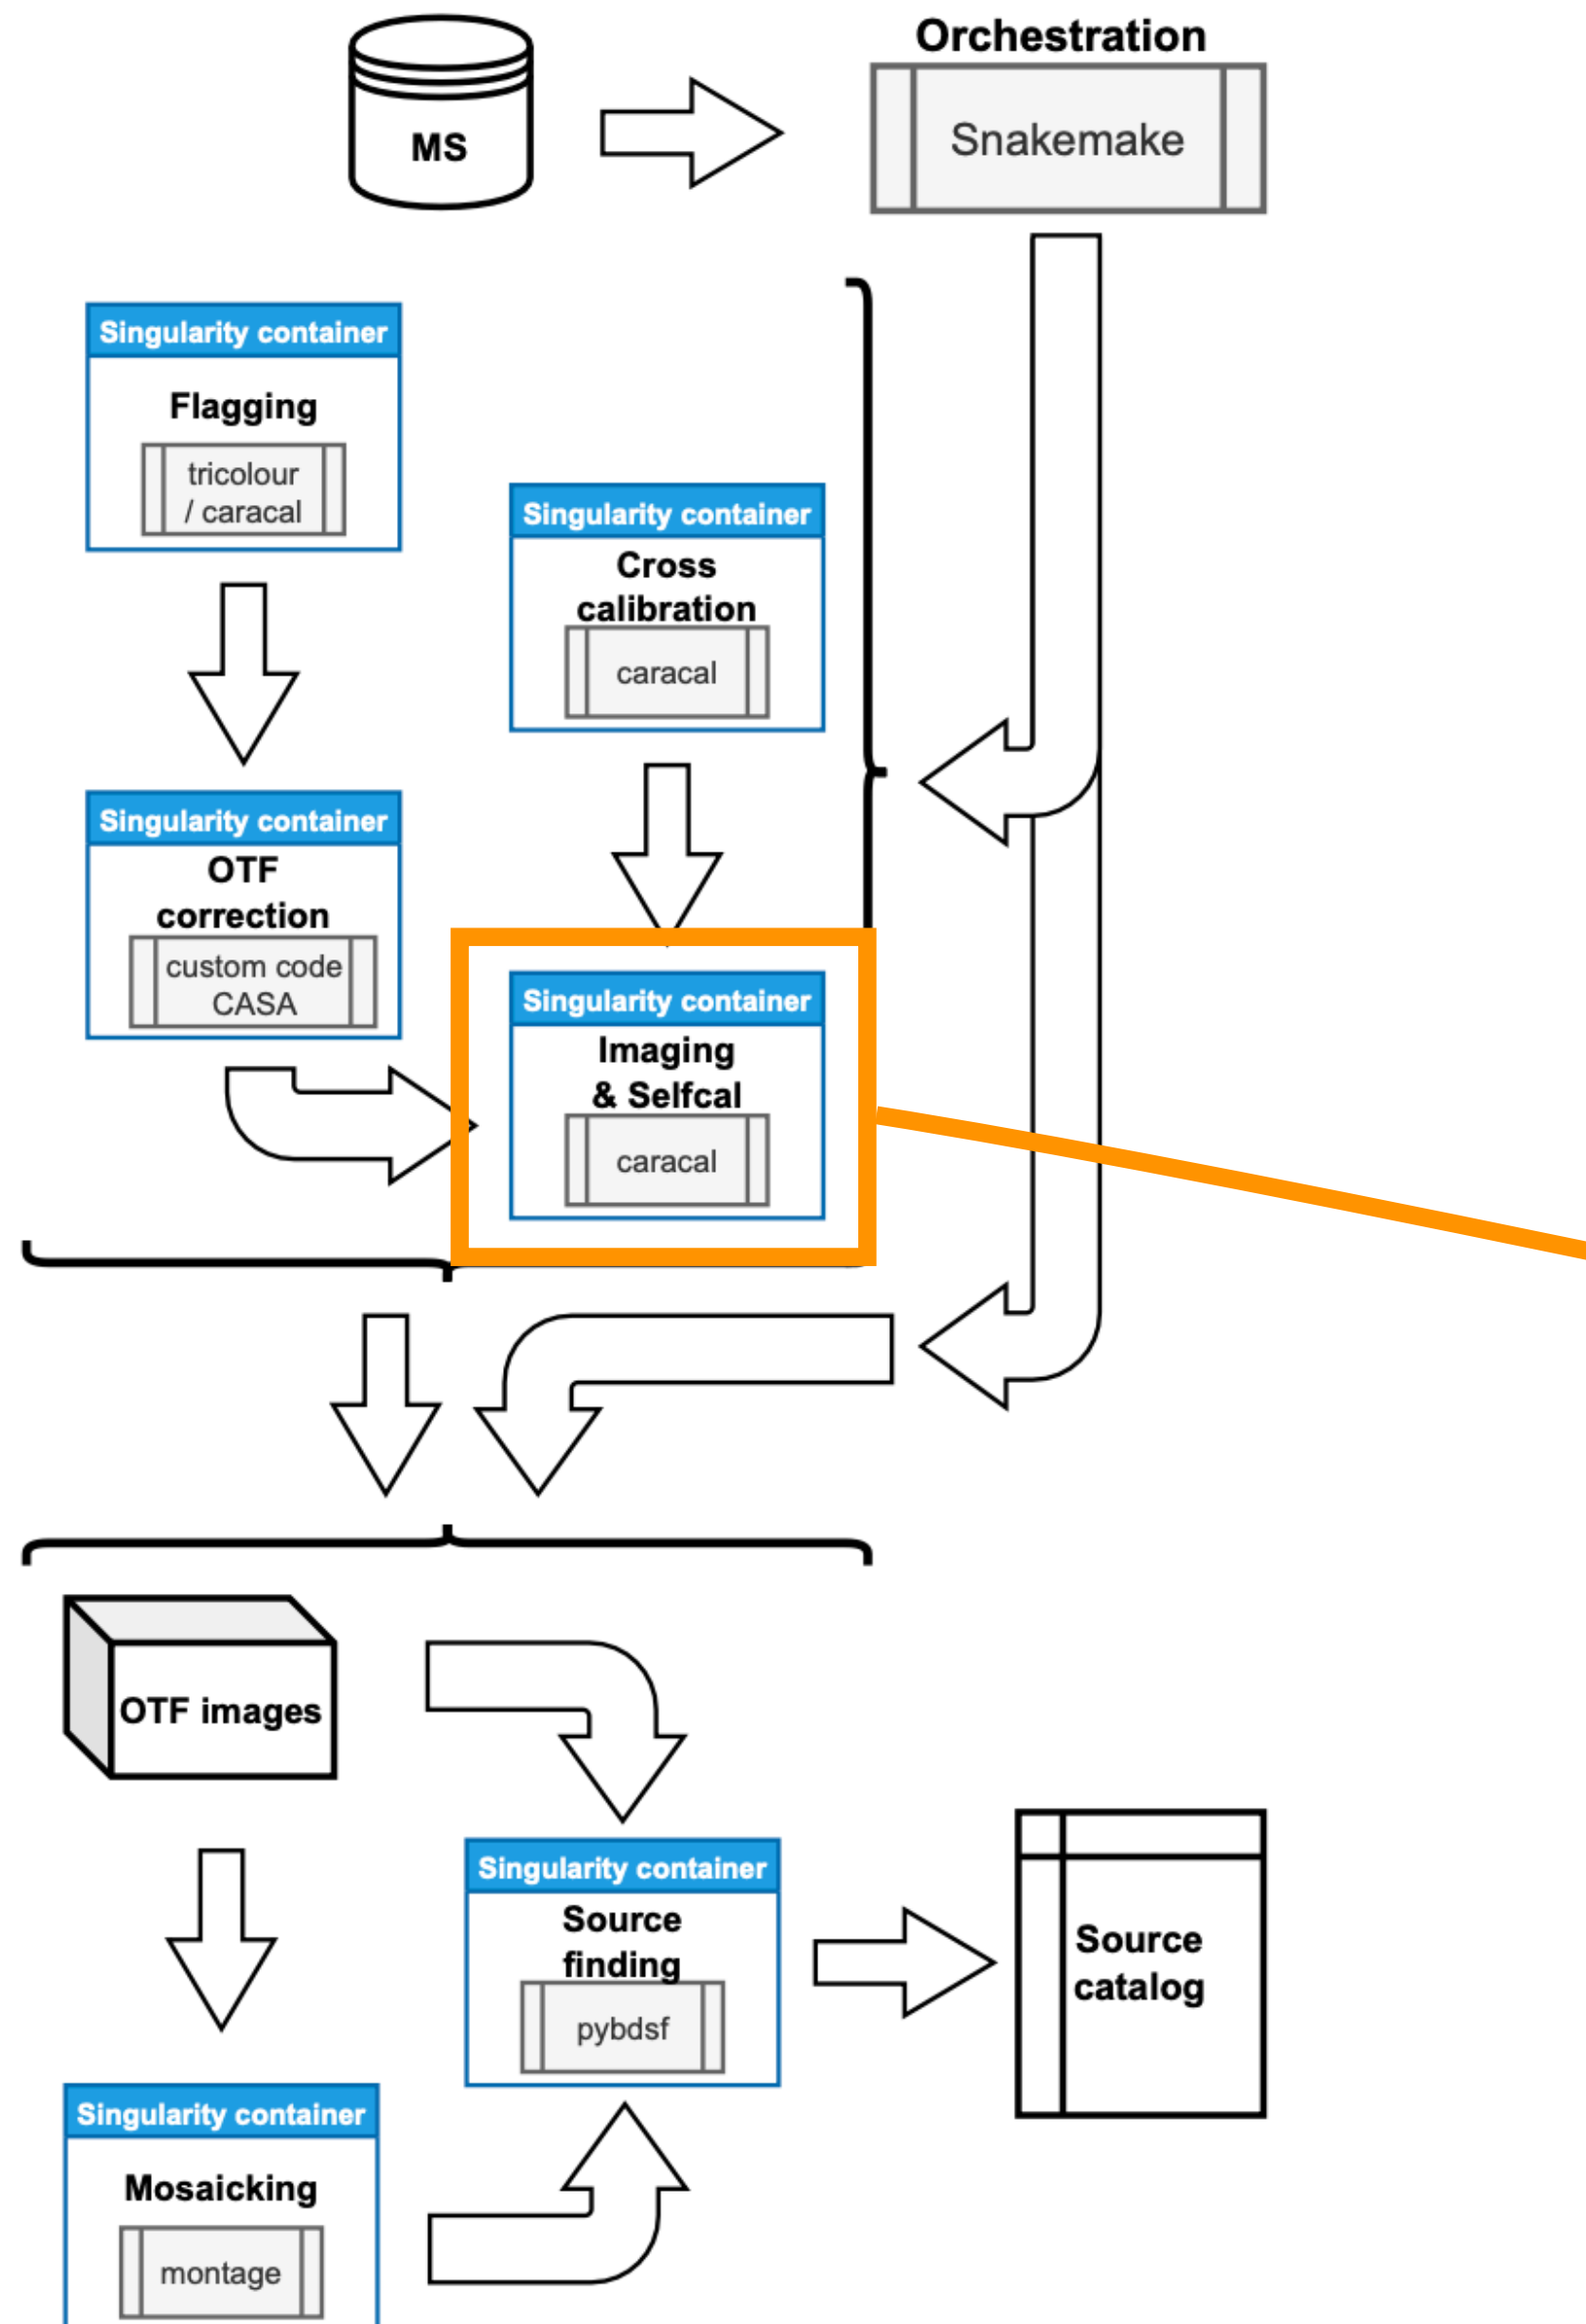 MS
Orchestration
Snakemake
Singularity container
Flagging
tricolour
/ caracal
Singularity container
Cross
calibration
caracal
Singularity container
OTF
correction
custom code
CASA
Singularity container
Imaging
& Selfcal
caracal
OTF images
Singularity container
Source
finding
pybdsf
Source
catalog
Singularity container
Mosaicking
montage